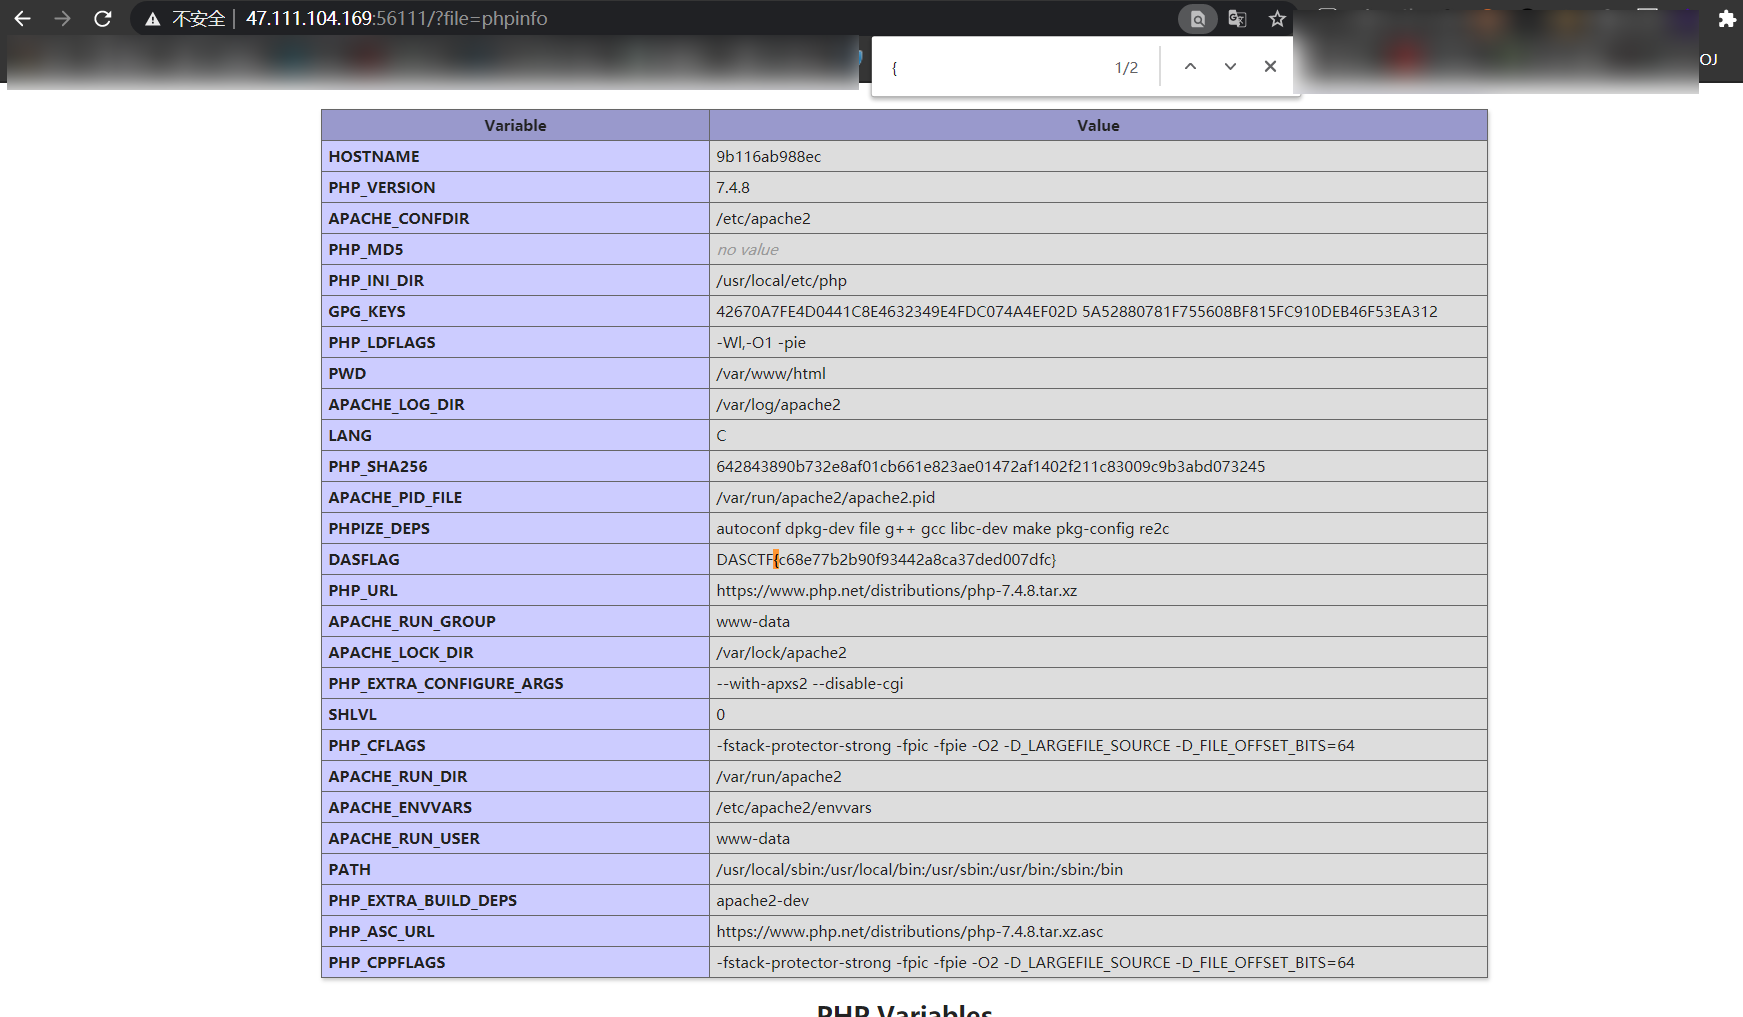 不安全 | 47.111.104.169:56111/?file=phpinfo
{ 1/2
OJ
Variable Value
HOSTNAME 9b116ab988ec
PHP_VERSION 7.4.8
APACHE_CONFDIR /etc/apache2
PHP_MD5 no value
PHP_INI_DIR /usr/local/etc/php
GPG_KEYS 42670A7FE4D0441C8E4632349E4FDC074A4EF02D 5A52880781F755608BF815FC910DEB46F53EA312
PHP_LDFLAGS -Wl,-O1 -pie
PWD /var/www/html
APACHE_LOG_DIR /var/log/apache2
LANG C
PHP_SHA256 642843890b732e8af01cb661e823ae01472af1402f211c83009c9b3abd073245
APACHE_PID_FILE /var/run/apache2/apache2.pid
PHPIZE_DEPS autoconf dpkg-dev file g++ gcc libc-dev make pkg-config re2c
DASFLAG DASCTF{c68e77b2b90f93442a8ca37ded007dfc}
PHP_URL https://www.php.net/distributions/php-7.4.8.tar.xz
APACHE_RUN_GROUP www-data
APACHE_LOCK_DIR /var/lock/apache2
PHP_EXTRA_CONFIGURE_ARGS --with-apxs2 --disable-cgi
SHLVL 0
PHP_CFLAGS -fstack-protector-strong -fpic -fpie -O2 -D_LARGEFILE_SOURCE -D_FILE_OFFSET_BITS=64
APACHE_RUN_DIR /var/run/apache2
APACHE_ENVVARS /etc/apache2/envvars
APACHE_RUN_USER www-data
PATH /usr/local/sbin:/usr/local/bin:/usr/sbin:/usr/bin:/sbin:/bin
PHP_EXTRA_BUILD_DEPS apache2-dev
PHP_ASC_URL https://www.php.net/distributions/php-7.4.8.tar.xz.asc
PHP_CPPFLAGS -fstack-protector-strong -fpic -fpie -O2 -D_LARGEFILE_SOURCE -D_FILE_OFFSET_BITS=64
PHP Variables